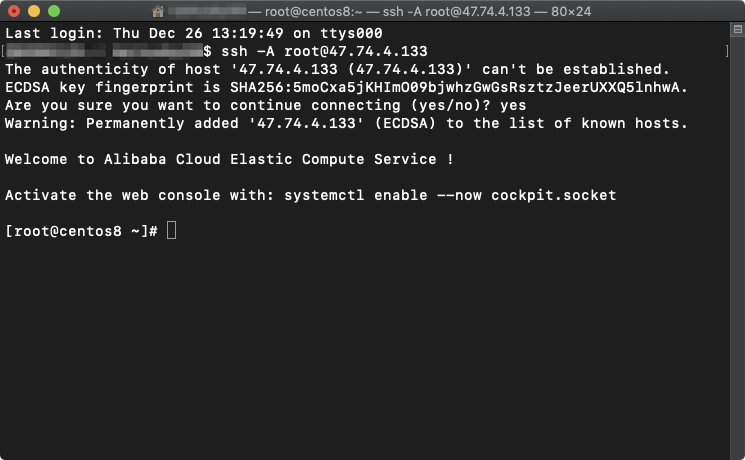 — root@centos8:~ — ssh -A root@47.74.4.133 — 80×24
Last login: Thu Dec 26 13:19:49 on ttys000
[$ ssh -A root@47.74.4.133 ]
The authenticity of host '47.74.4.133 (47.74.4.133)' can't be established.
ECDSA key fingerprint is SHA256:5moCxa5jKHImO09bjwhzGwGsRsztzJeerUXXQ5lnhwA.
Are you sure you want to continue connecting (yes/no)? yes
Warning: Permanently added '47.74.4.133' (ECDSA) to the list of known hosts.
Welcome to Alibaba Cloud Elastic Compute Service !
Activate the web console with: systemctl enable --now cockpit.socket
[root@centos8 ~]#